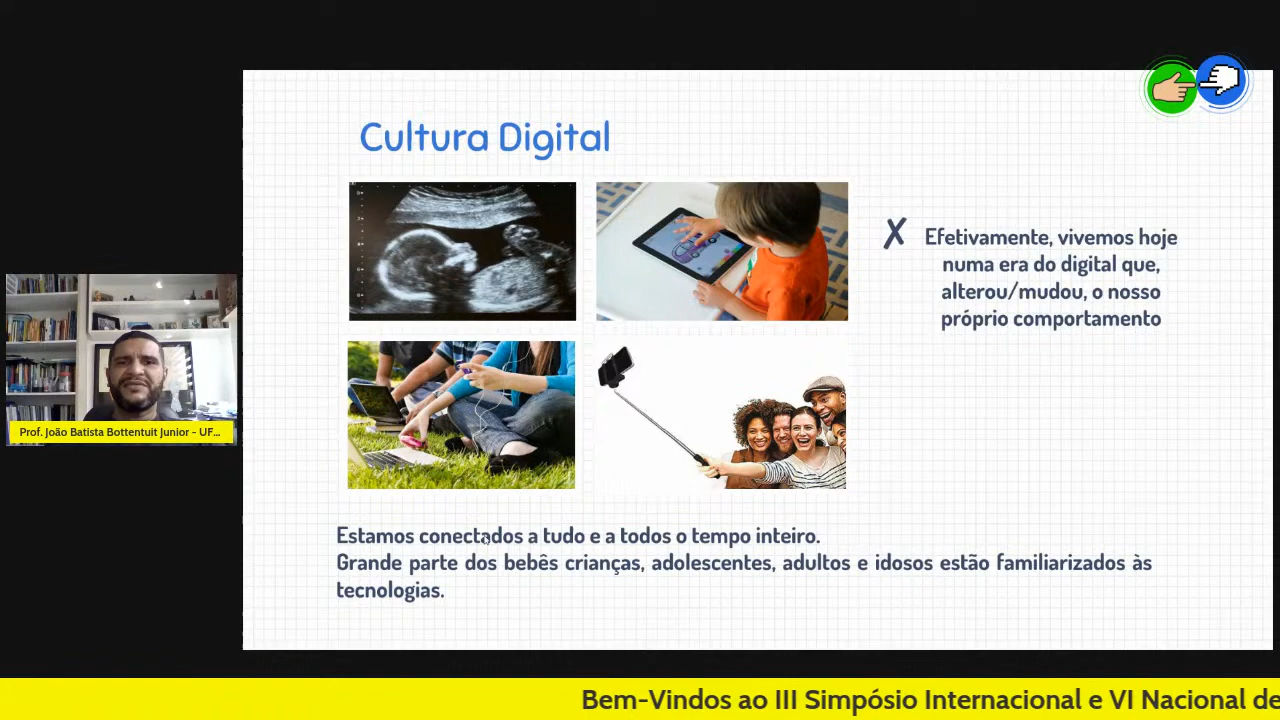 Cultura Digital
X Efetivamente, vivemos hoje
numa era do digital que,
alterou/mudou, o nosso
próprio comportamento
Prof. João Batista Bottentuit Junior - UF...
Estamos conectados a tudo e a todos o tempo inteiro.
Grande parte dos bebês crianças, adolescentes, adultos e idosos estão familiarizados às
tecnologias.
Bem-Vindos ao III Simpósio Internacional e VI Nacional de